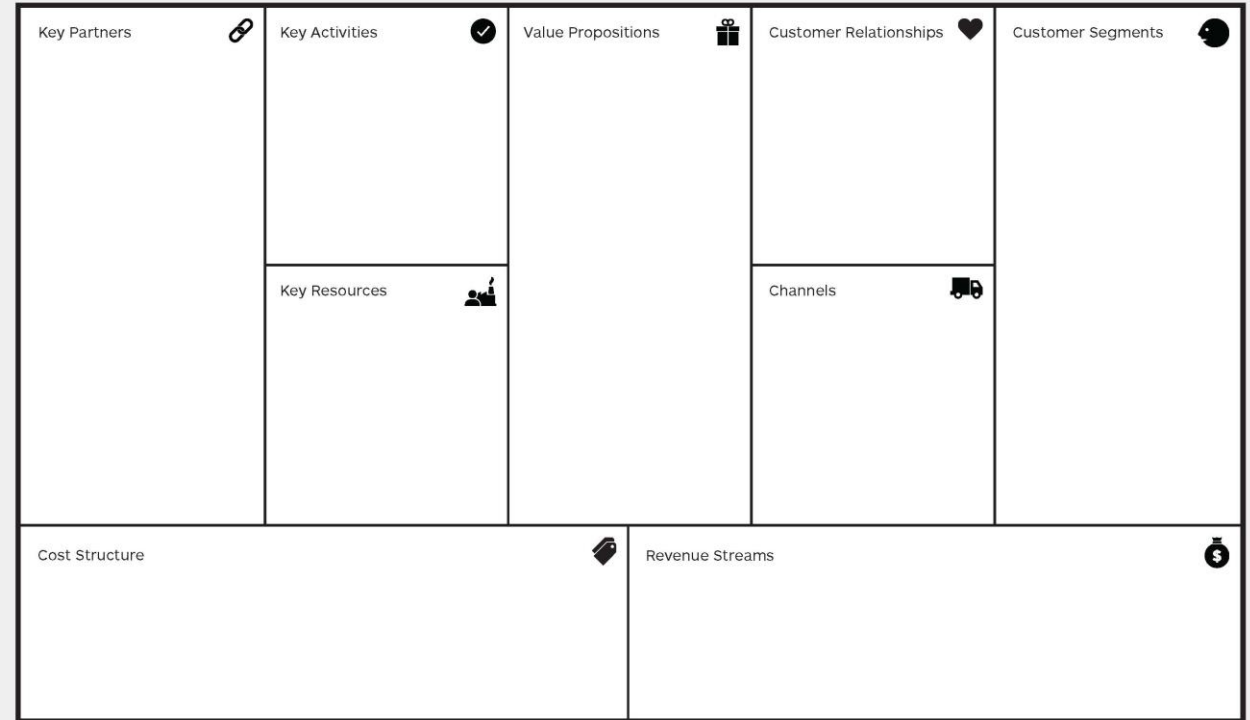 Key Partners
Key Activities
Value Propositions
Customer Relationships
Customer Segments
Key Resources
Channels
Cost Structure
Revenue Streams
$